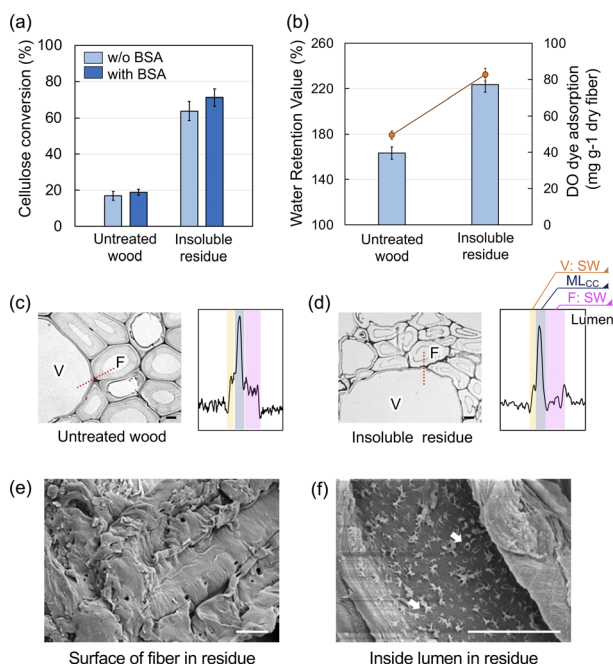 (a)
100
80
60
40
20
0
Cellulose conversion (%)
w/o BSA
with BSA
Untreated
wood
Insoluble
residue
(b)
260
220
180
140
100
Water Retention Value (%)
100
80
60
40
20
0
DO dye adsorption
(mg g-1 dry fiber)
Untreated
wood
Insoluble
residue
(c)
V
F
Untreated wood
(d)
F
V
Insoluble residue
V: SW
MLCC
F: SW
Lumen
(e)
Surface of fiber in residue
(f)
Inside lumen in residue